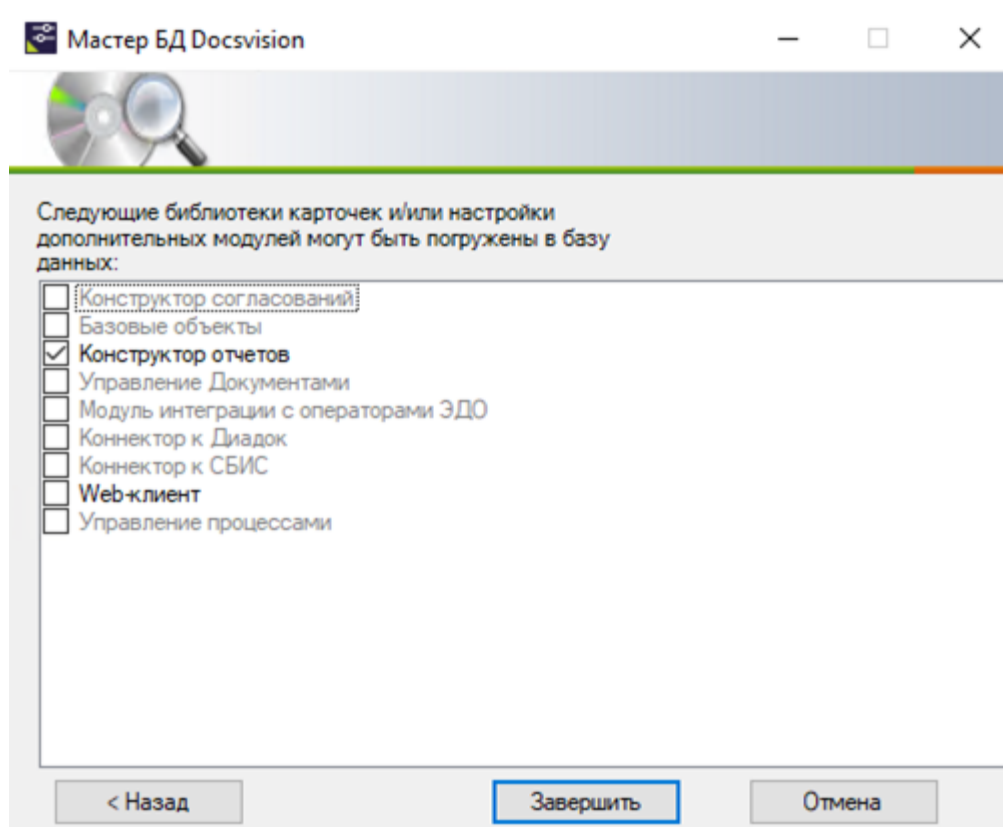 Мастер БД Docsvision
Следующие библиотеки карточек и/или настройки
дополнительных модулей могут быть погружены в базу
данных:
Конструктор согласований
Базовые объекты
Конструктор отчетов
Управление Документами
Модуль интеграции с операторами ЭДО
Коннектор к Диадок
Коннектор к СБИС
Web-клиент
Управление процессами
< Назад
Завершить
Отмена